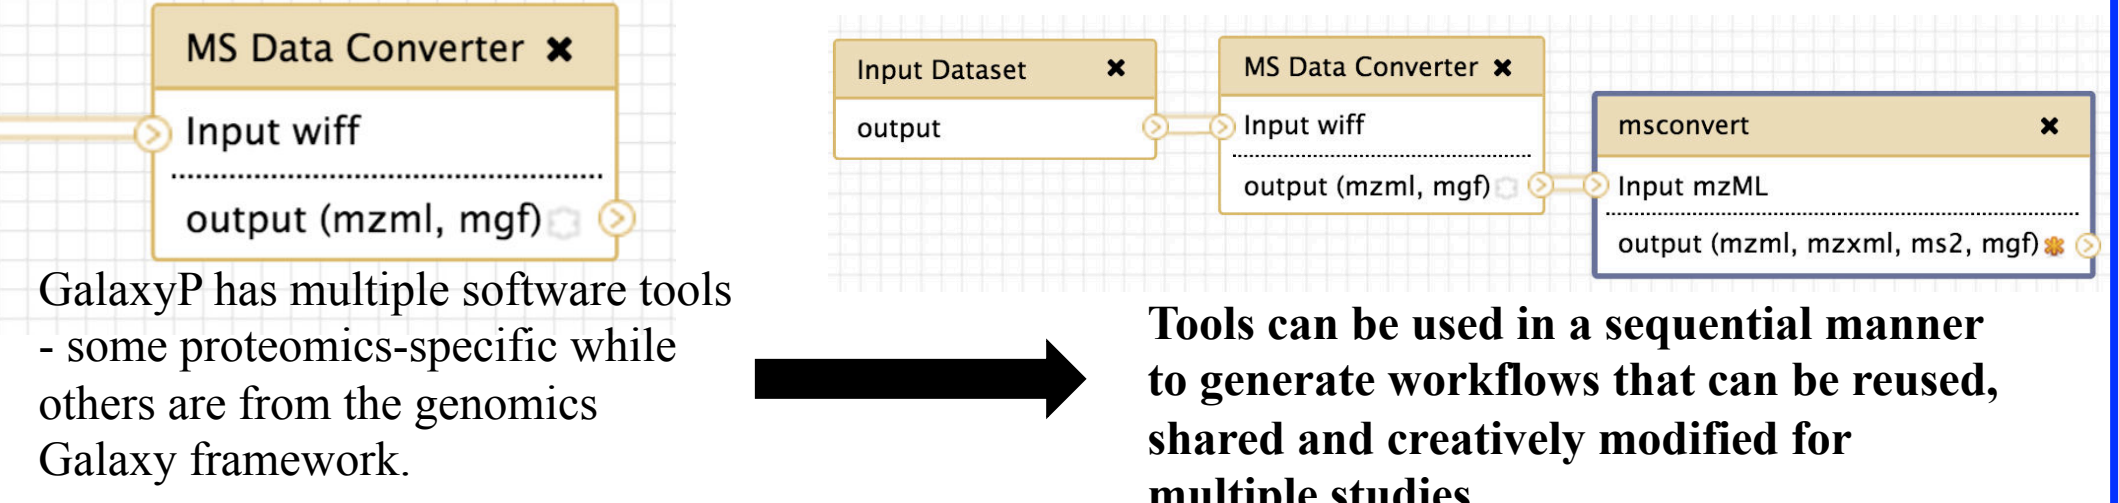 MS Data Converter ✖
Input wiff
output (mzml, mgf)
GalaxyP has multiple software tools
- some proteomics-specific while
others are from the genomics
Galaxy framework.
Input Dataset ✖
output
MS Data Converter ✖
Input wiff
output (mzml, mgf)
msconvert ✖
Input mzML
output (mzml, mzxml, ms2, mgf)
Tools can be used in a sequential manner
to generate workflows that can be reused,
shared and creatively modified for
multiple studies